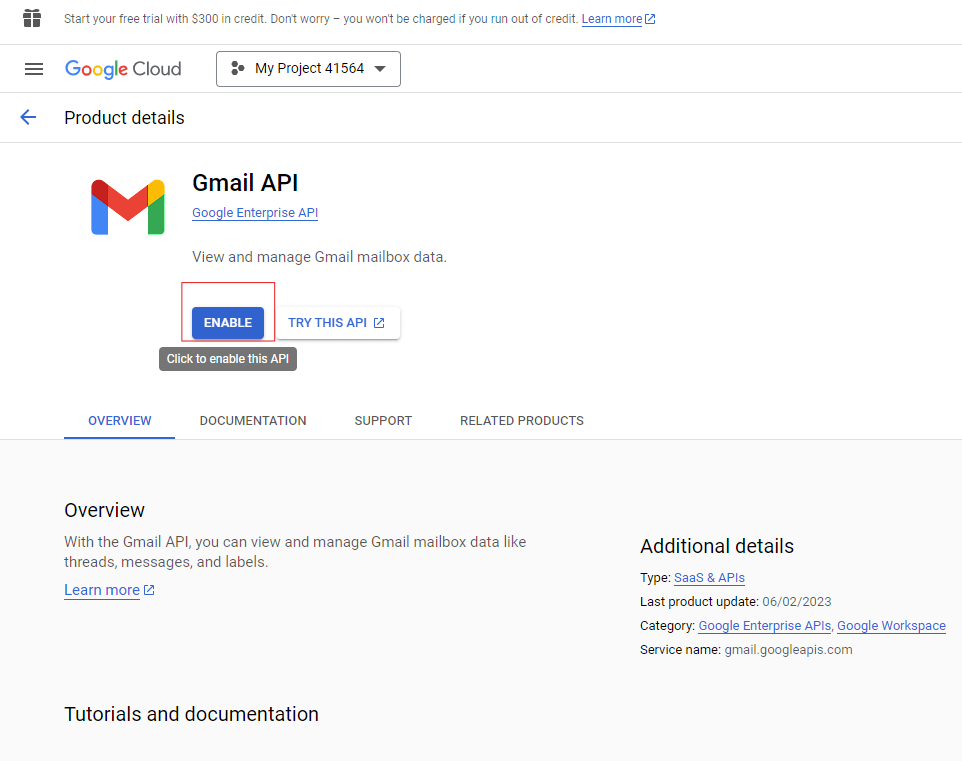 Start your free trial with $300 in credit. Don't worry – you won't be charged if you run out of credit. Learn more
Google Cloud
My Project 41564
Product details
Gmail API
Google Enterprise API
View and manage Gmail mailbox data.
ENABLE
TRY THIS API
Click to enable this API
OVERVIEW
DOCUMENTATION
SUPPORT
RELATED PRODUCTS
Overview
With the Gmail API, you can view and manage Gmail mailbox data like
threads, messages, and labels.
Learn more
Additional details
Type: SaaS & APIs
Last product update: 06/02/2023
Category: Google Enterprise APIs, Google Workspace
Service name: gmail.googleapis.com
Tutorials and documentation